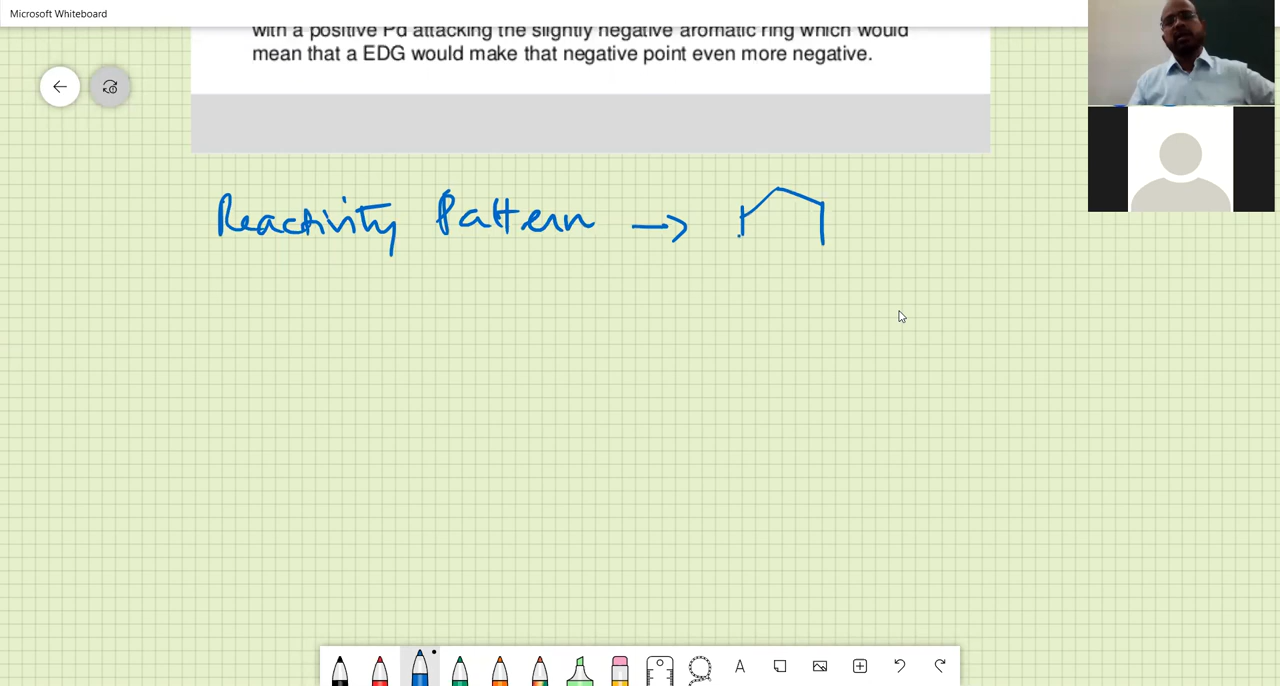 Microsoft Whiteboard
with a positive Pd attacking the slightly negative aromatic ring which would
mean that a EDG would make that negative point even more negative.
Reactivity Pattern →